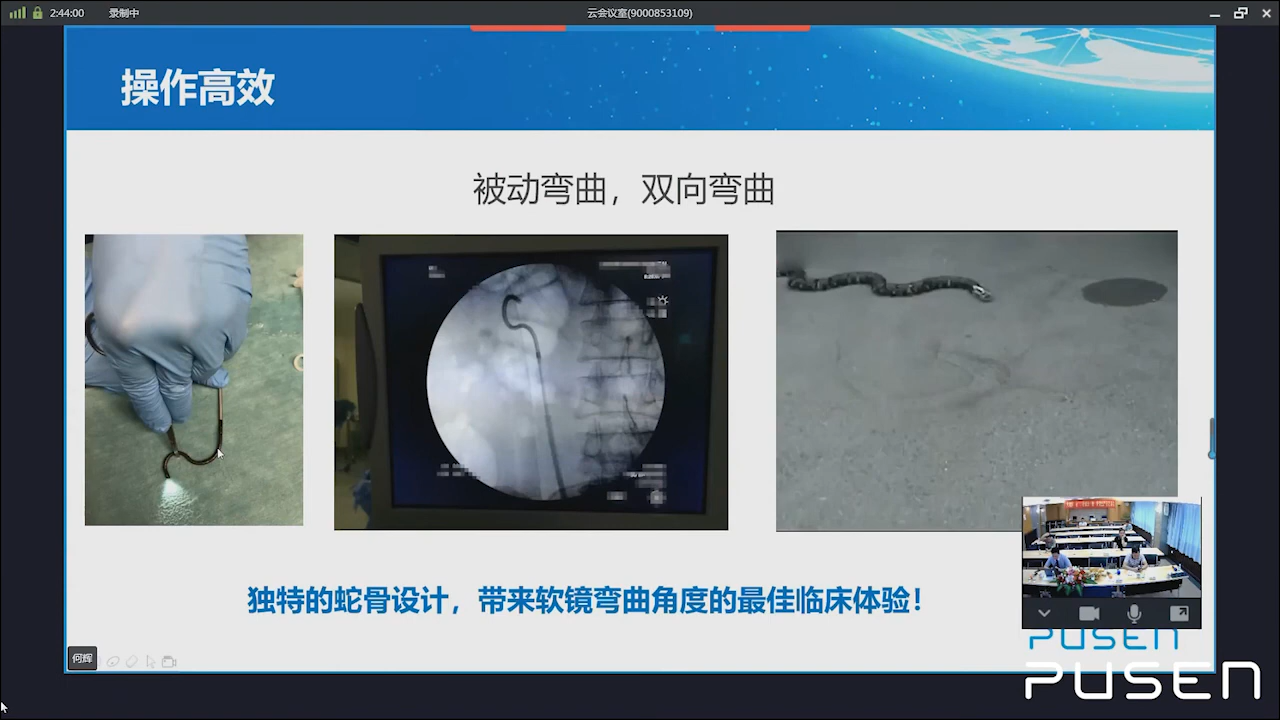 2:44:00 录制中 云会议室(9000853109)
操作高效
被动弯曲，双向弯曲
独特的蛇骨设计，带来软镜弯曲角度的最佳临床体验！
何辉
PUSEN
PUSEN